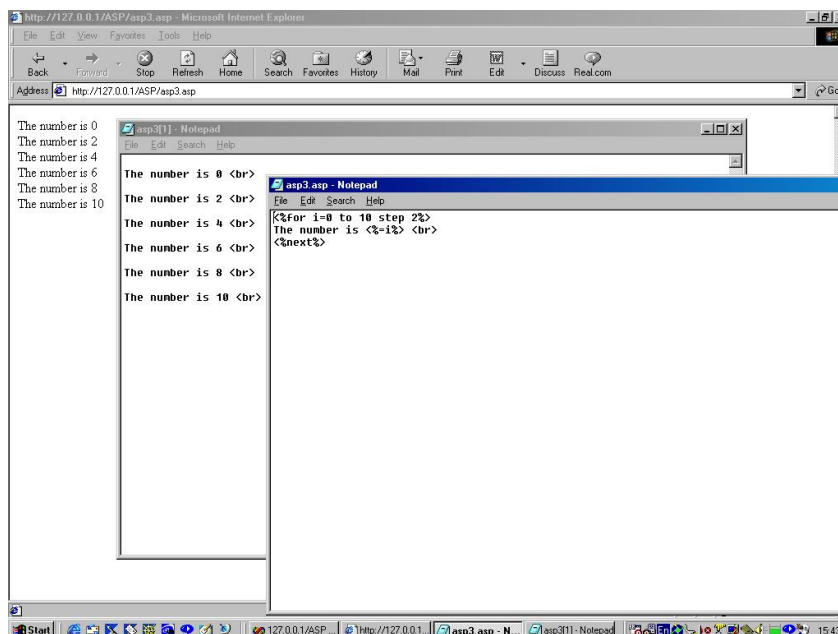 http://127.0.0.1/ASP/asp3.asp - Microsoft Internet Explorer
File Edit View Favorites Tools Help
Back Forward Stop Refresh Home Search Favorites History Mail Print Edit Discuss Real.com
Address http://127.0.0.1/ASP/asp3.asp Go
The number is 0
The number is 2
The number is 4
The number is 6
The number is 8
The number is 10
asp3[1] - Notepad
File Edit Search Help
The number is 0 <br>
The number is 2 <br>
The number is 4 <br>
The number is 6 <br>
The number is 8 <br>
The number is 10 <br>
asp3.asp - Notepad
File Edit Search Help
<%for i=0 to 10 step 2%>
The number is <%=i%> <br>
<%next%>
Start 127.0.0.1/ASP ... http://127.0.0.1... asp3.asp - N... asp3[1] - Notepad En